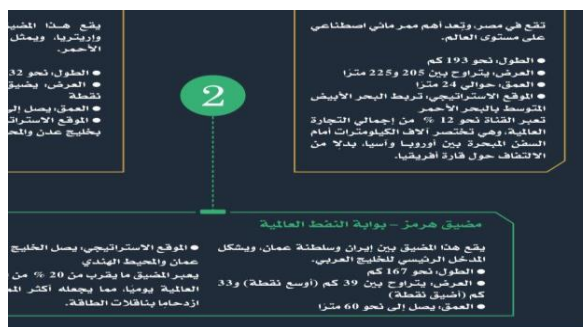 تقع في مصر، وتعد أهم ممر مائي اصطناعي
على مستوى العالم.
● الطول: نحو 193 كم
● العرض: يتراوح بين 205 و225 مترا
● العمق: حوالي 24 مترا
● الموقع الاستراتيجي: تربط البحر الأبيض
المتوسط بالبحر الأحمر
تعبر القناة نحو 12 % من إجمالي التجارة
العالمية، وهي تختصر آلاف الكيلومترات أمام
السفن المبحرة بين أوروبا وآسيا، بدلا من
الالتفاف حول قارة أفريقيا.
2
يقع هذا المضيق
وإريتريا، ويمثل
الأحمر.
● الطول: نحو 32
● العرض: يضيق
نقطة
● العمق: يصل إلى
● الموقع الاستراتي
بخليج عدن والمح
مضيق هرمز – بوابة النفط العالمية
يقع هذا المضيق بين إيران وسلطنة عمان، ويشكل
المدخل الرئيسي للخليج العربي.
● الطول: نحو 167 كم
● العرض: يتراوح بين 39 كم (أوسع نقطة) و33
كم (أضيق نقطة)
● العمق: يصل إلى نحو 60 مترا
● الموقع الاستراتيجي: يصل الخليج
عمان والمحيط الهندي
يعبر المضيق ما يقرب من 20 % من
العالمية يوميا، مما يجعله أكثر المم
ازدحاما بناقلات الطاقة.